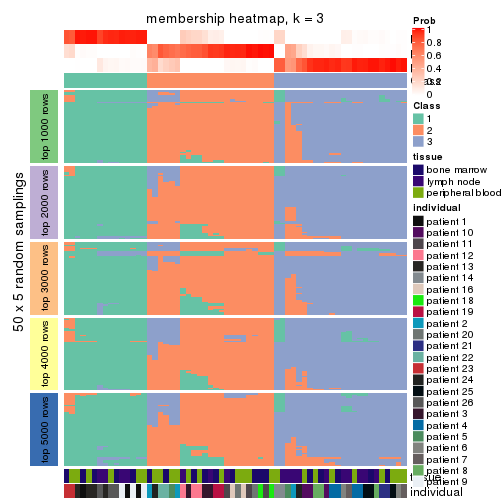 membership heatmap, k = 3
50 x 5 random samplings
top 1000 rows
top 2000 rows
top 3000 rows
top 4000 rows
top 5000 rows
individual
Prob
1
0.8
0.6
0.4
0.2
0
Class
1
2
3
tissue
bone marrow
lymph node
peripheral blood
individual
patient 1
patient 10
patient 11
patient 12
patient 13
patient 14
patient 16
patient 18
patient 19
patient 2
patient 20
patient 21
patient 22
patient 23
patient 24
patient 25
patient 26
patient 3
patient 4
patient 5
patient 6
patient 7
patient 8
patient 9